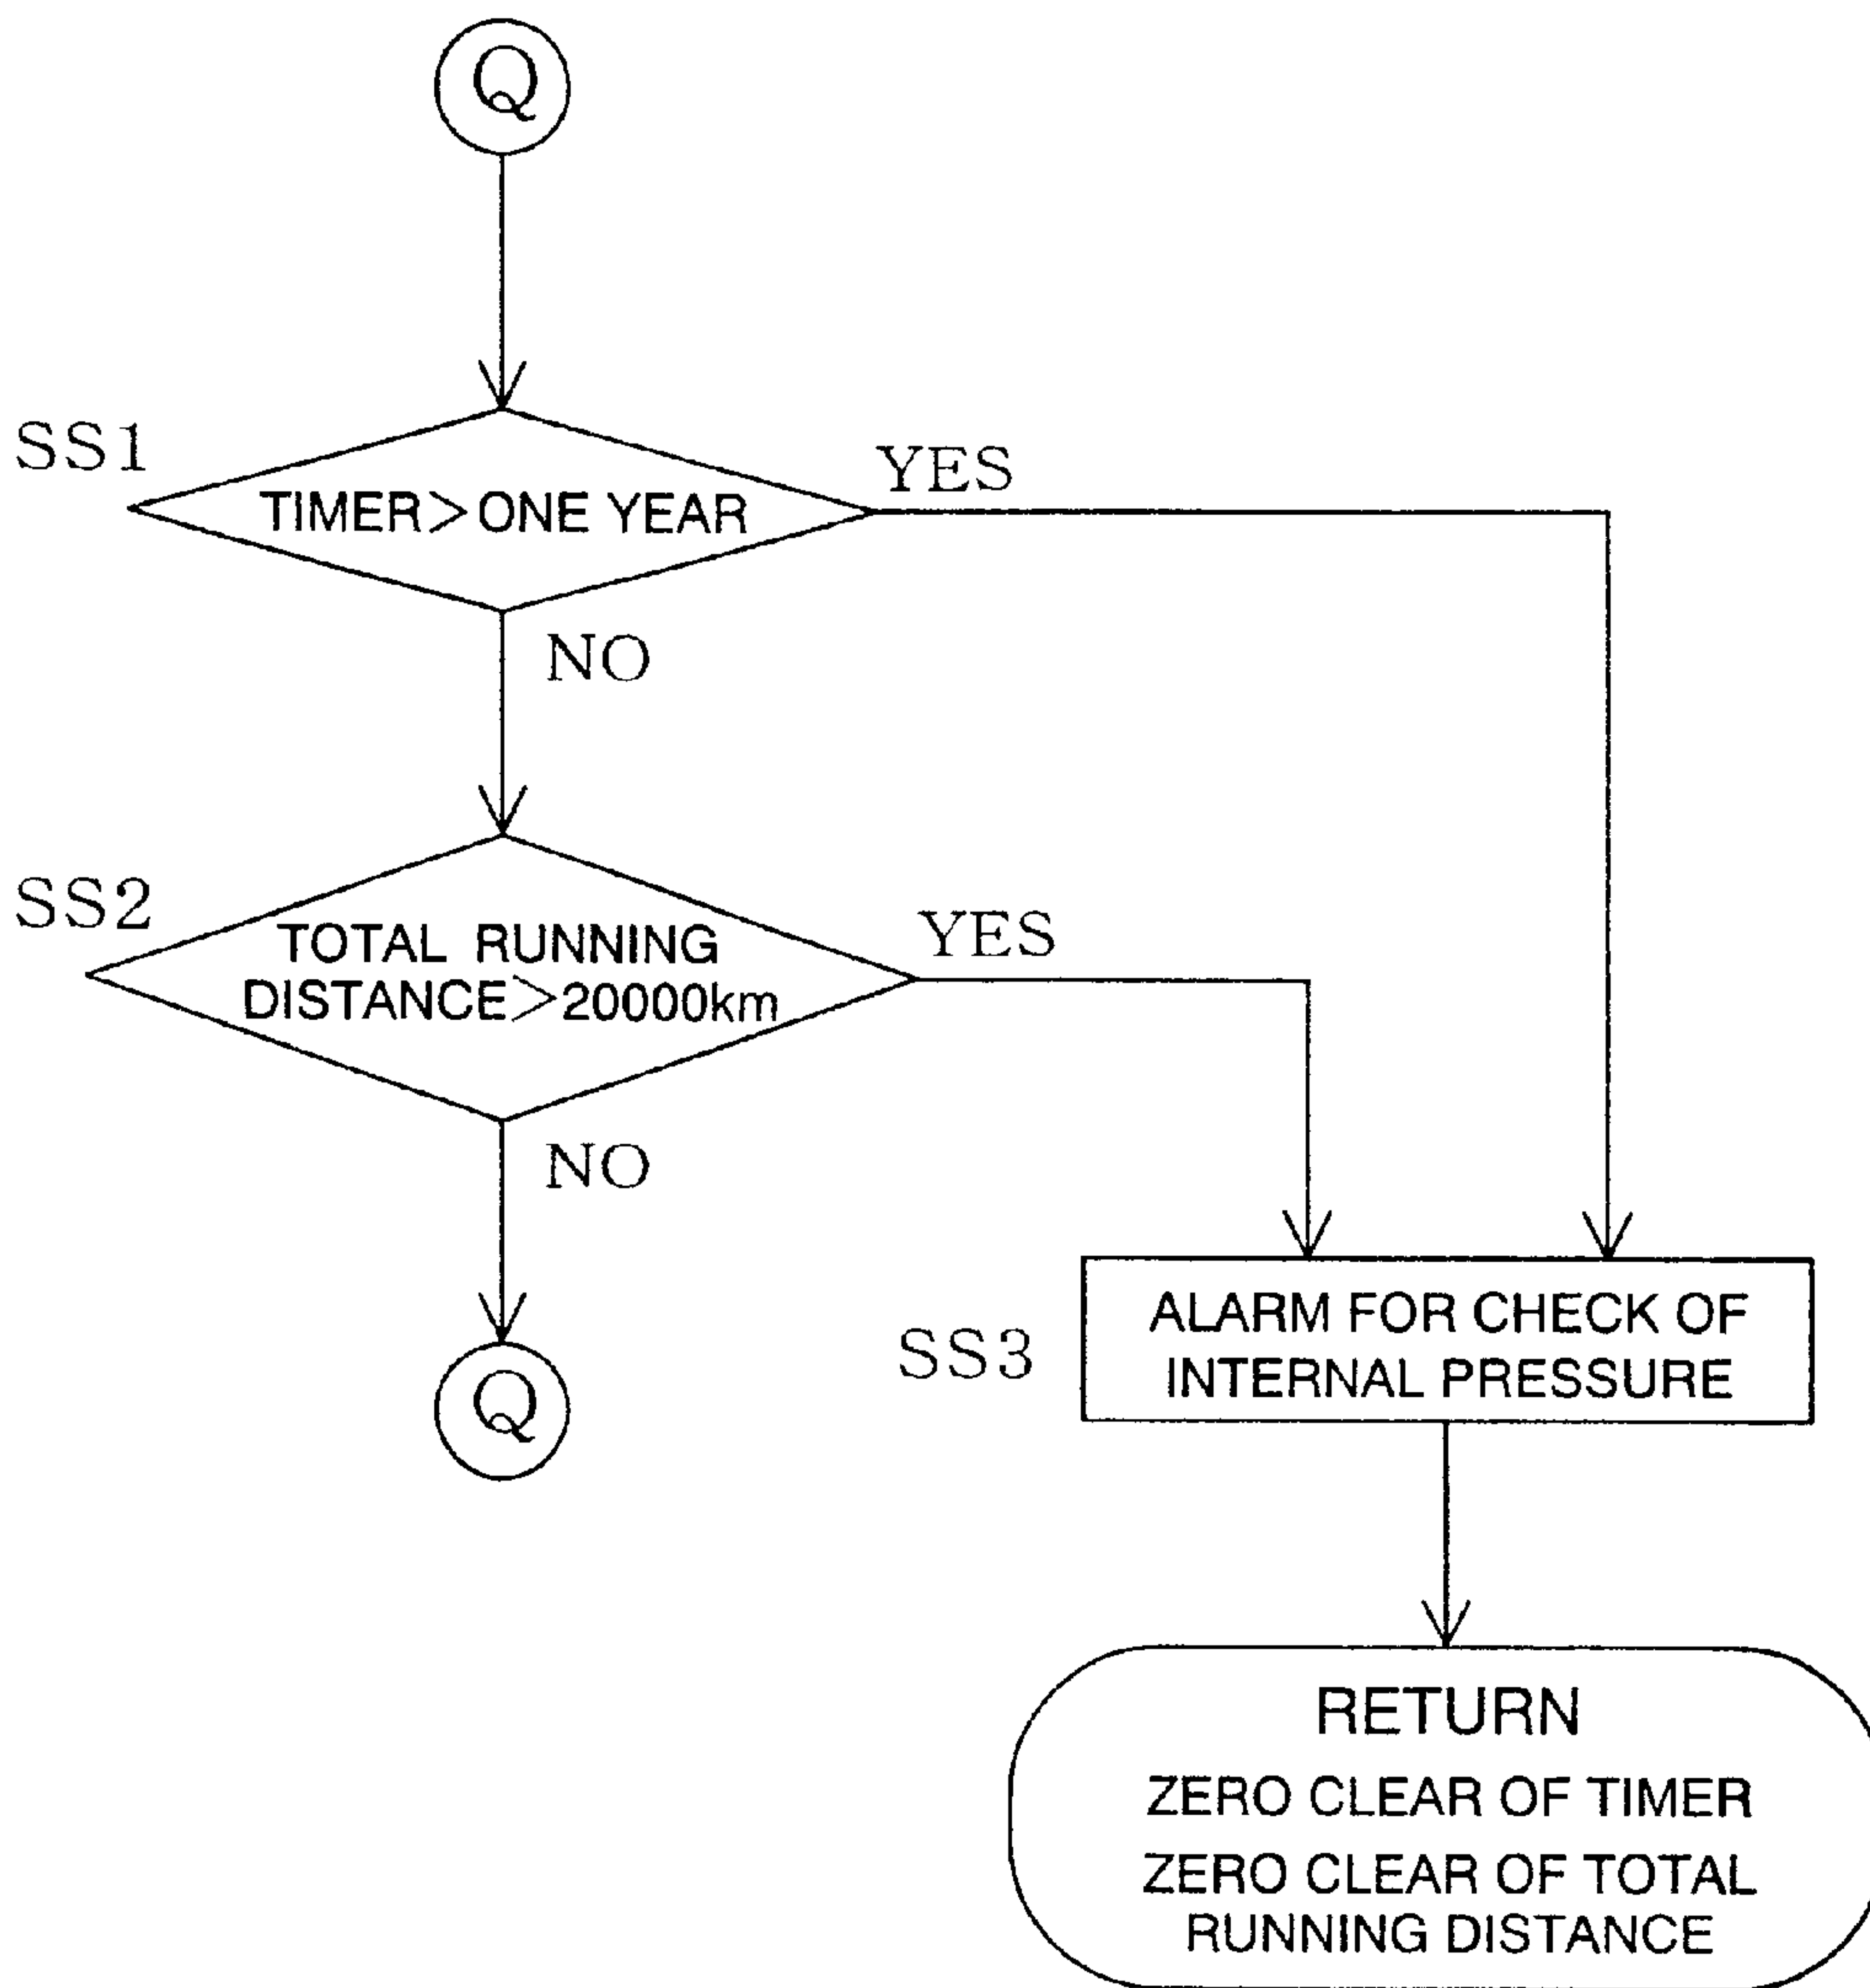 Q
SS1
TIMER>ONE YEAR
YES
NO
SS2
TOTAL RUNNING
DISTANCE>20000km
YES
NO
Q
SS3
ALARM FOR CHECK OF
INTERNAL PRESSURE
RETURN
ZERO CLEAR OF TIMER
ZERO CLEAR OF TOTAL
RUNNING DISTANCE